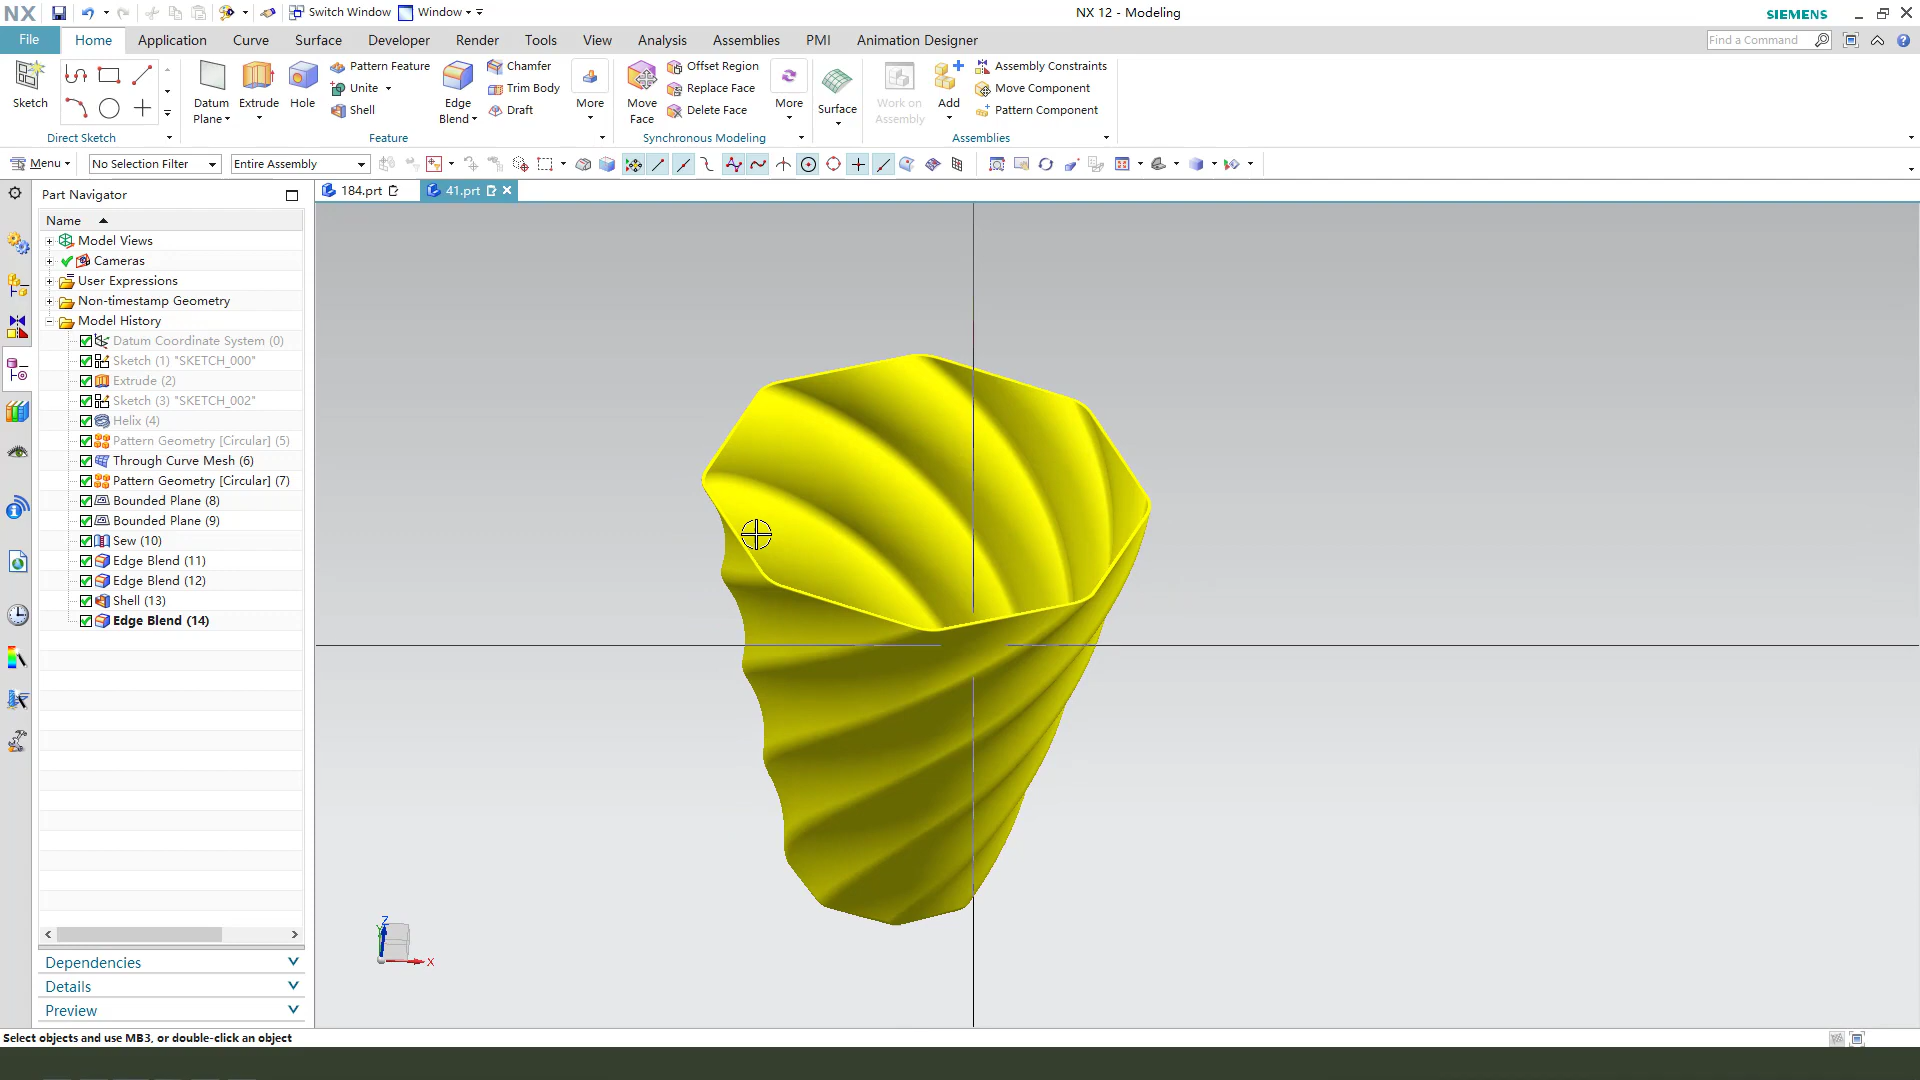 NX Switch Window Window NX 12 - Modeling SIEMENS
File Home Application Curve Surface Developer Render Tools View Analysis Assemblies PMI Animation Designer Find a Command
Sketch
Datum Plane
Extrude
Hole
Pattern Feature
Unite
Shell
Edge Blend
Chamfer
Trim Body
Draft
More
Move Face
Offset Region
Replace Face
Delete Face
More
Surface
Work on Assembly
Add
Assembly Constraints
Move Component
Pattern Component
Direct Sketch Feature Synchronous Modeling Assemblies
Menu No Selection Filter Entire Assembly
Part Navigator
184.prt 41.prt
Name
Model Views
Cameras
User Expressions
Non-timestamp Geometry
Model History
Datum Coordinate System (0)
Sketch (1) "SKETCH_000"
Extrude (2)
Sketch (3) "SKETCH_002"
Helix (4)
Pattern Geometry [Circular] (5)
Through Curve Mesh (6)
Pattern Geometry [Circular] (7)
Bounded Plane (8)
Bounded Plane (9)
Sew (10)
Edge Blend (11)
Edge Blend (12)
Shell (13)
Edge Blend (14)
Z
Y
X
Dependencies
Details
Preview
Select objects and use MB3, or double-click an object